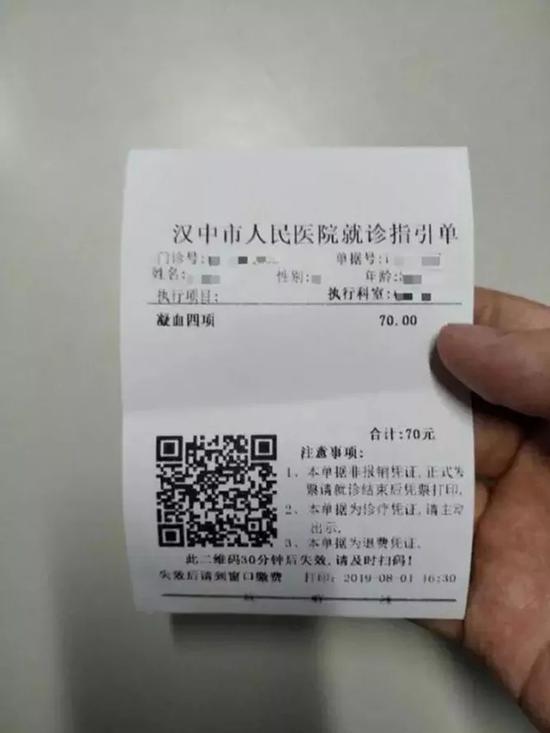 汉中市人民医院就诊指引单
门诊号: 单据号:
姓名: 性别: 年龄:
执行项目: 执行科室:
凝血四项 70.00
合计:70元
注意事项:
1、本单据非报销凭证,正式发
票请就诊结束后凭票打印.
2、本单据为诊疗凭证,请主动
出示.
3、本单据为退费凭证.
此二维码30分钟后失效,请及时扫码!
失效后请到窗口缴费 打印: 2019-08-01 16:30